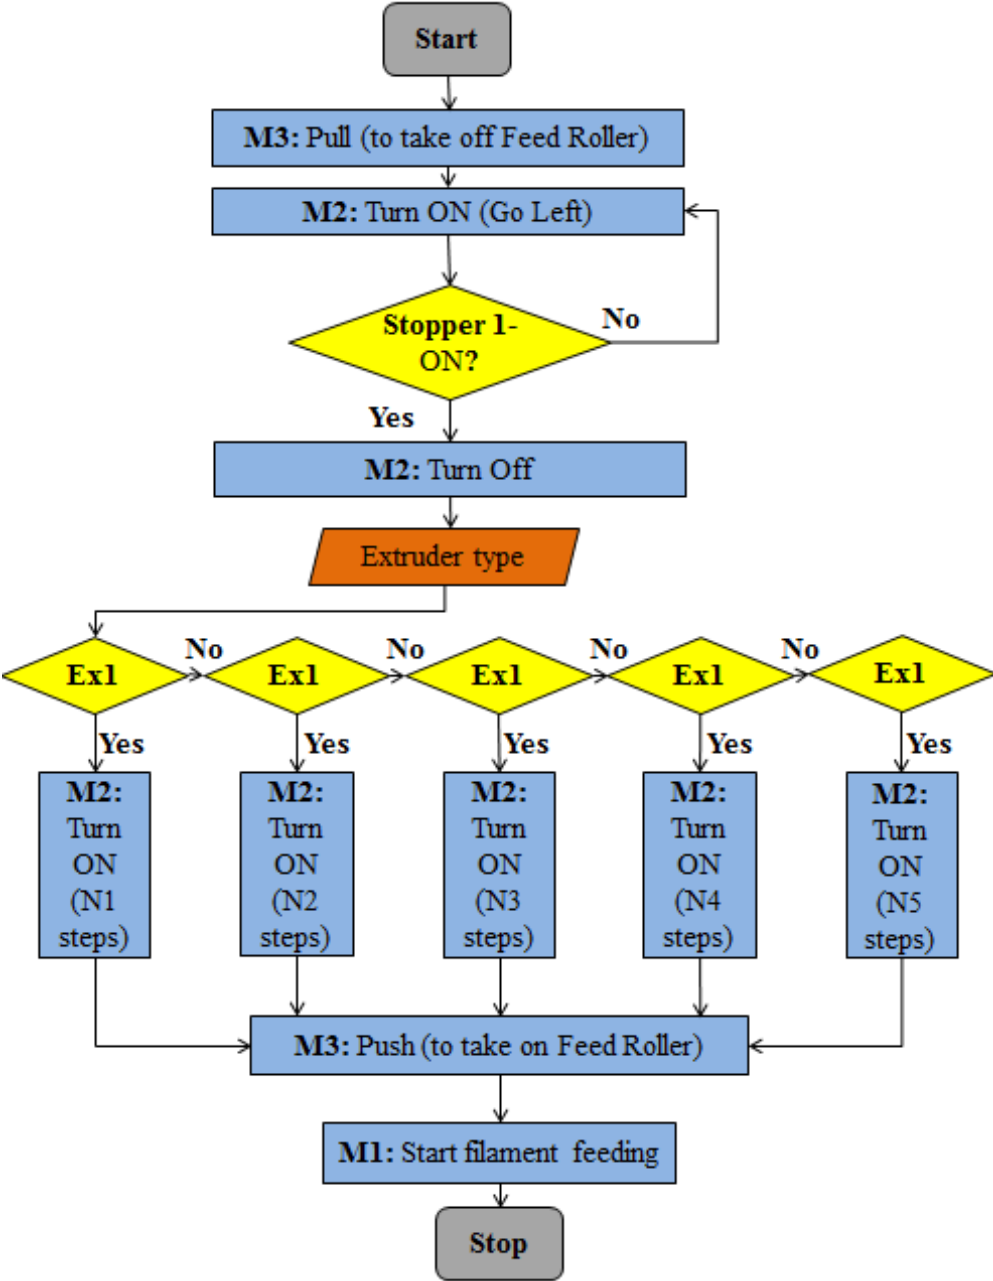 Start
M3: Pull (to take off Feed Roller)
M2: Turn ON (Go Left)
Stopper 1-
ON?
No
Yes
M2: Turn Off
Extruder type
Ex1
No
Ex1
No
Ex1
No
Ex1
No
Ex1
Yes
Yes
Yes
Yes
Yes
M2:
Turn
ON
(N1
steps)
M2:
Turn
ON
(N2
steps)
M2:
Turn
ON
(N3
steps)
M2:
Turn
ON
(N4
steps)
M2:
Turn
ON
(N5
steps)
M3: Push (to take on Feed Roller)
M1: Start filament feeding
Stop